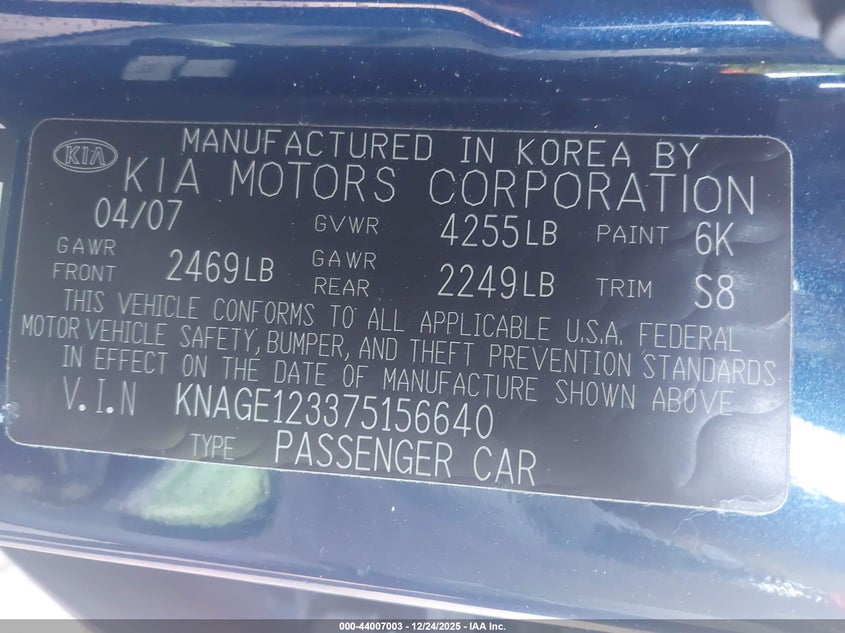 KIA
MANUFACTURED IN KOREA BY
KIA MOTORS CORPORATION
04/07 GVWR 4255LB PAINT 6K
GAWR FRONT 2469LB GAWR REAR 2249LB TRIM S8
THIS VEHICLE CONFORMS TO ALL APPLICABLE U.S.A. FEDERAL
MOTOR VEHICLE SAFETY, BUMPER, AND THEFT PREVENTION STANDARDS
IN EFFECT ON THE DATE OF MANUFACTURE SHOWN ABOVE
V.I.N KNAGE123375156640
TYPE PASSENGER CAR
000-44007003 - 12/24/2025 - IAA Inc.